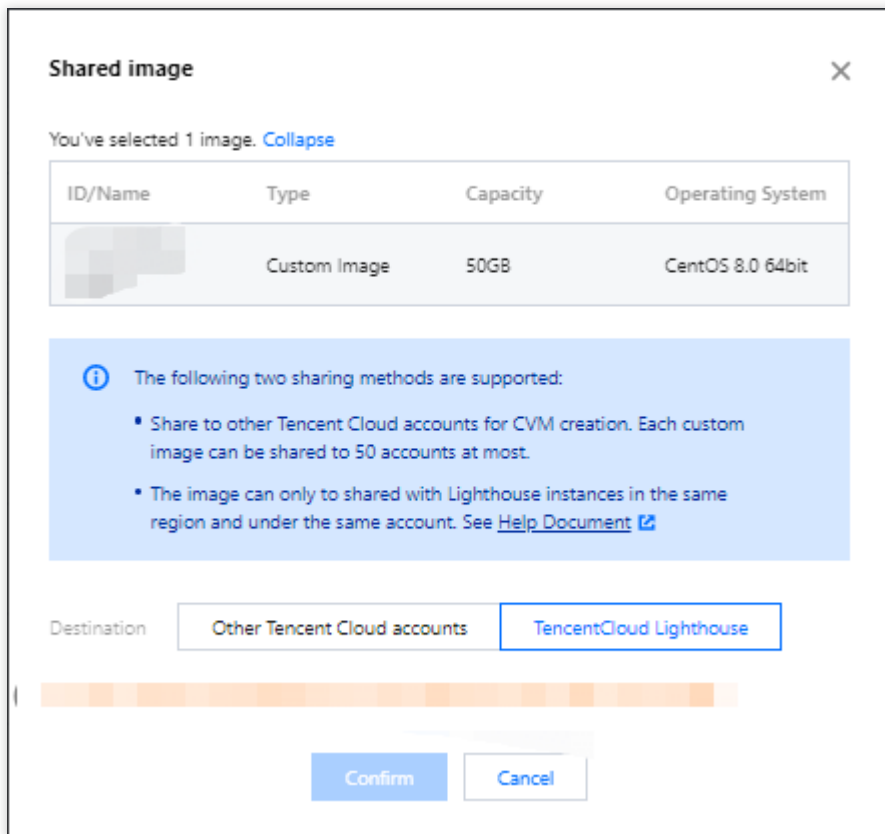 Shared image
You've selected 1 image. Collapse
ID/Name Type Capacity Operating System
Custom Image 50GB CentOS 8.0 64bit
The following two sharing methods are supported:
• Share to other Tencent Cloud accounts for CVM creation. Each custom
image can be shared to 50 accounts at most.
• The image can only to shared with Lighthouse instances in the same
region and under the same account. See Help Document
Destination Other Tencent Cloud accounts TencentCloud Lighthouse
Confirm Cancel